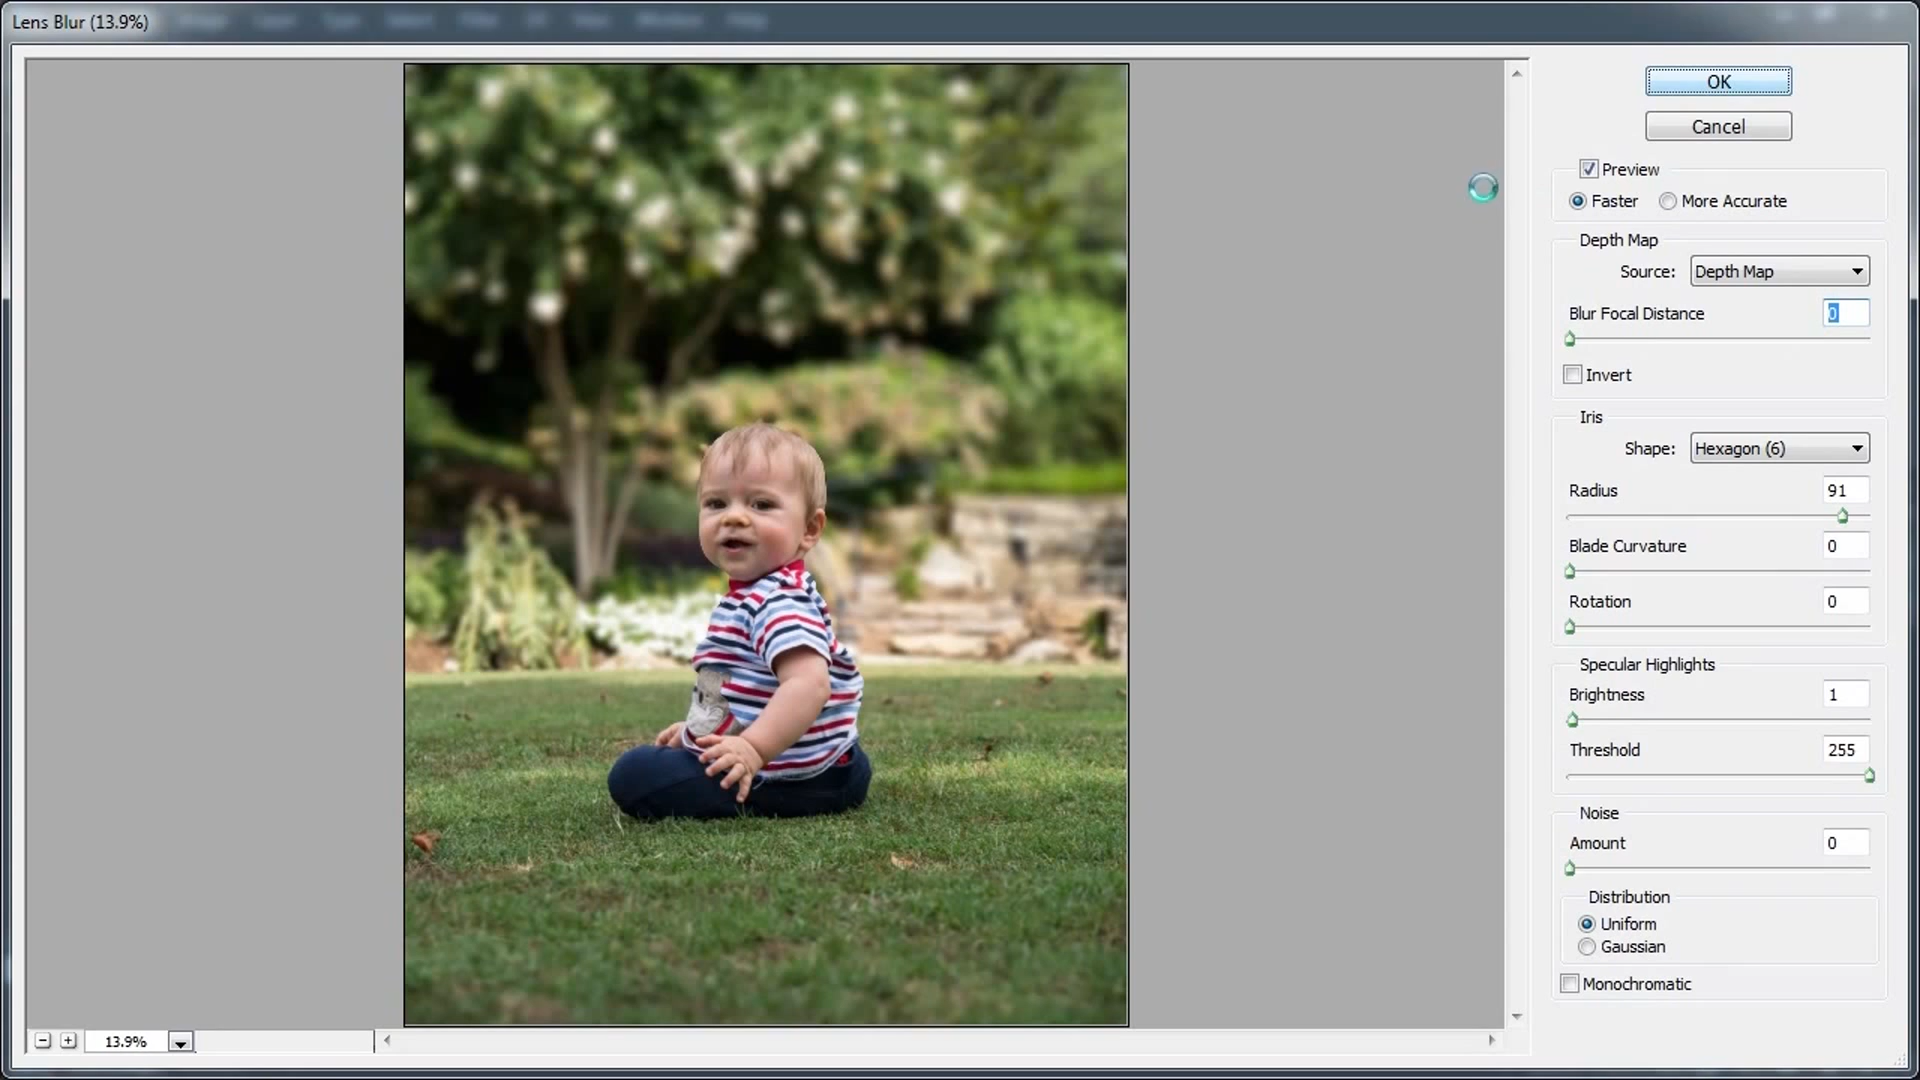 Lens Blur (13.9%)
OK
Cancel
Preview
Faster
More Accurate
Depth Map
Source: Depth Map
Blur Focal Distance 0
Invert
Iris
Shape: Hexagon (6)
Radius 91
Blade Curvature 0
Rotation 0
Specular Highlights
Brightness 1
Threshold 255
Noise
Amount 0
Distribution
Uniform
Gaussian
Monochromatic
13.9%